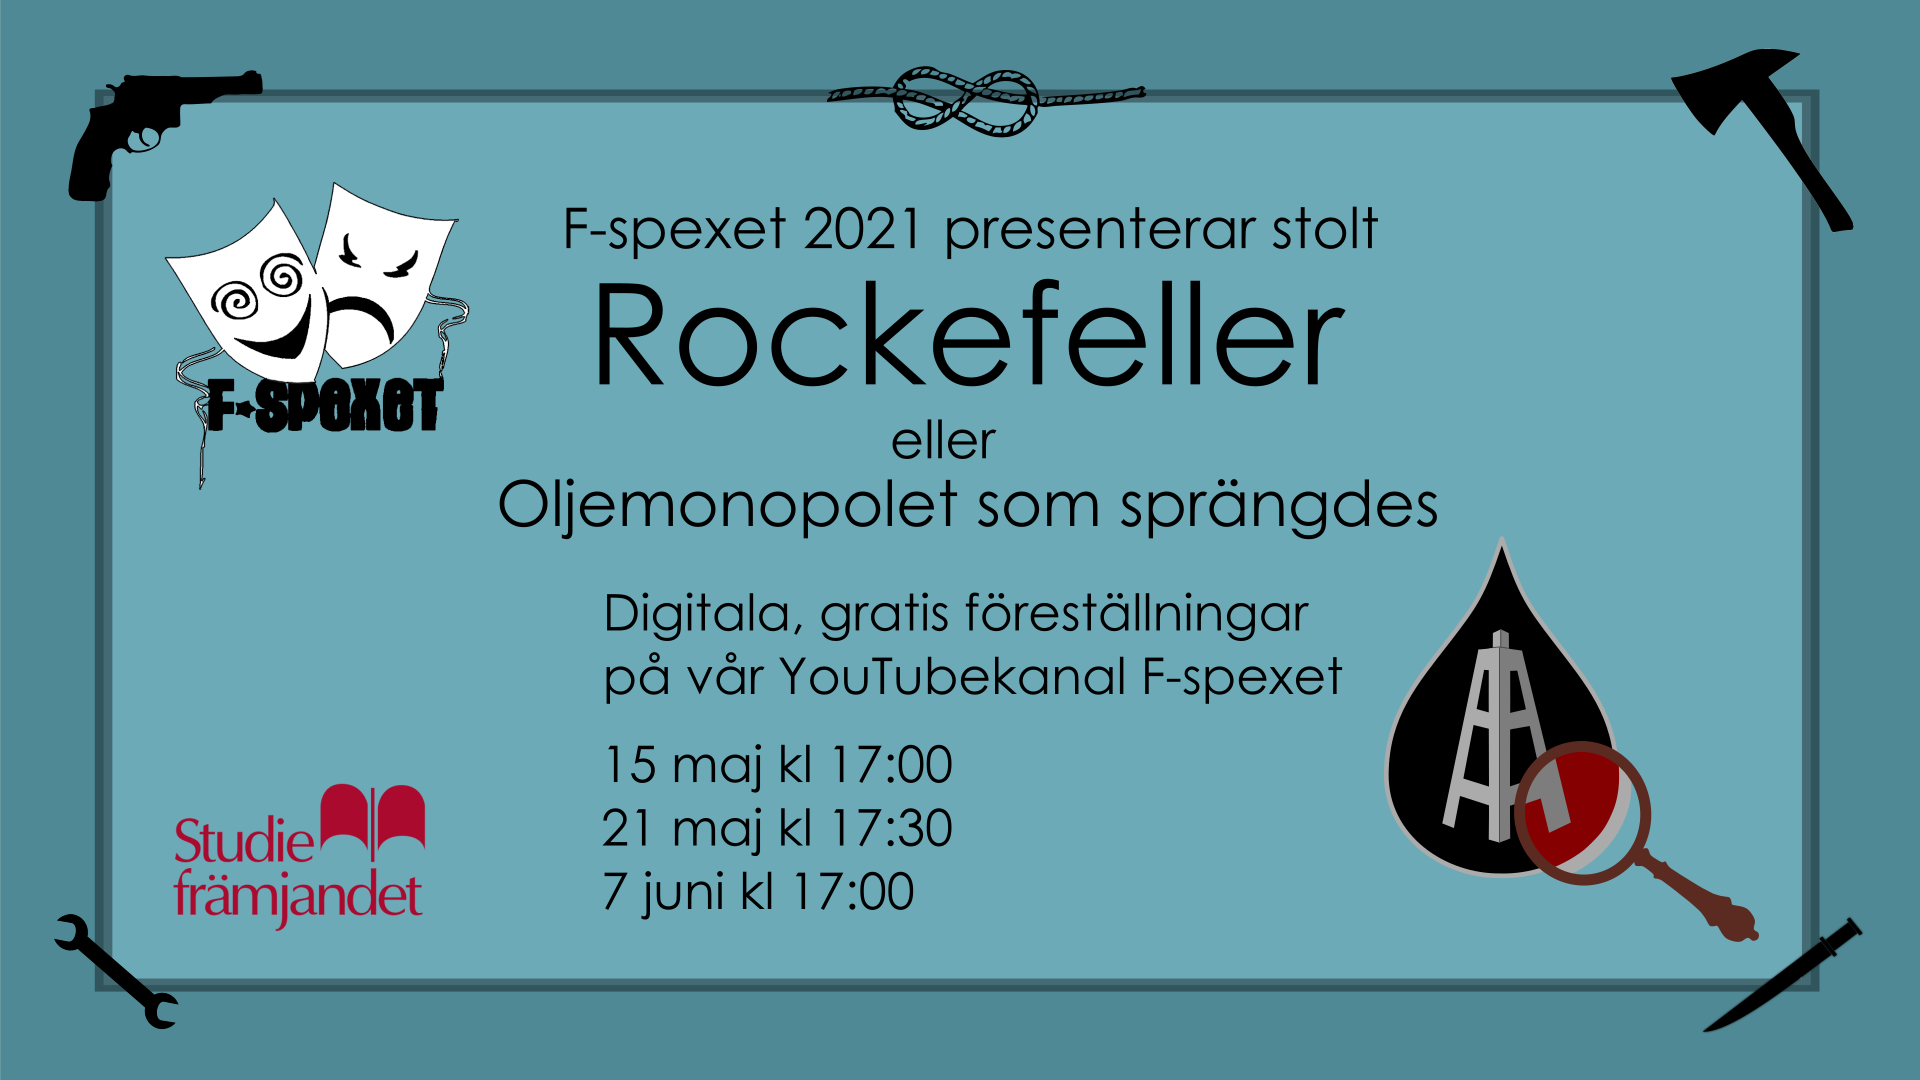 F-spexet 2021 presenterar stolt
Rockefeller
eller
Oljemonopolet som sprängdes
Digitala, gratis föreställningar
på vår YouTubekanal F-spexet
15 maj kl 17:00
21 maj kl 17:30
7 juni kl 17:00
F*SPEXET
Studie
främjandet